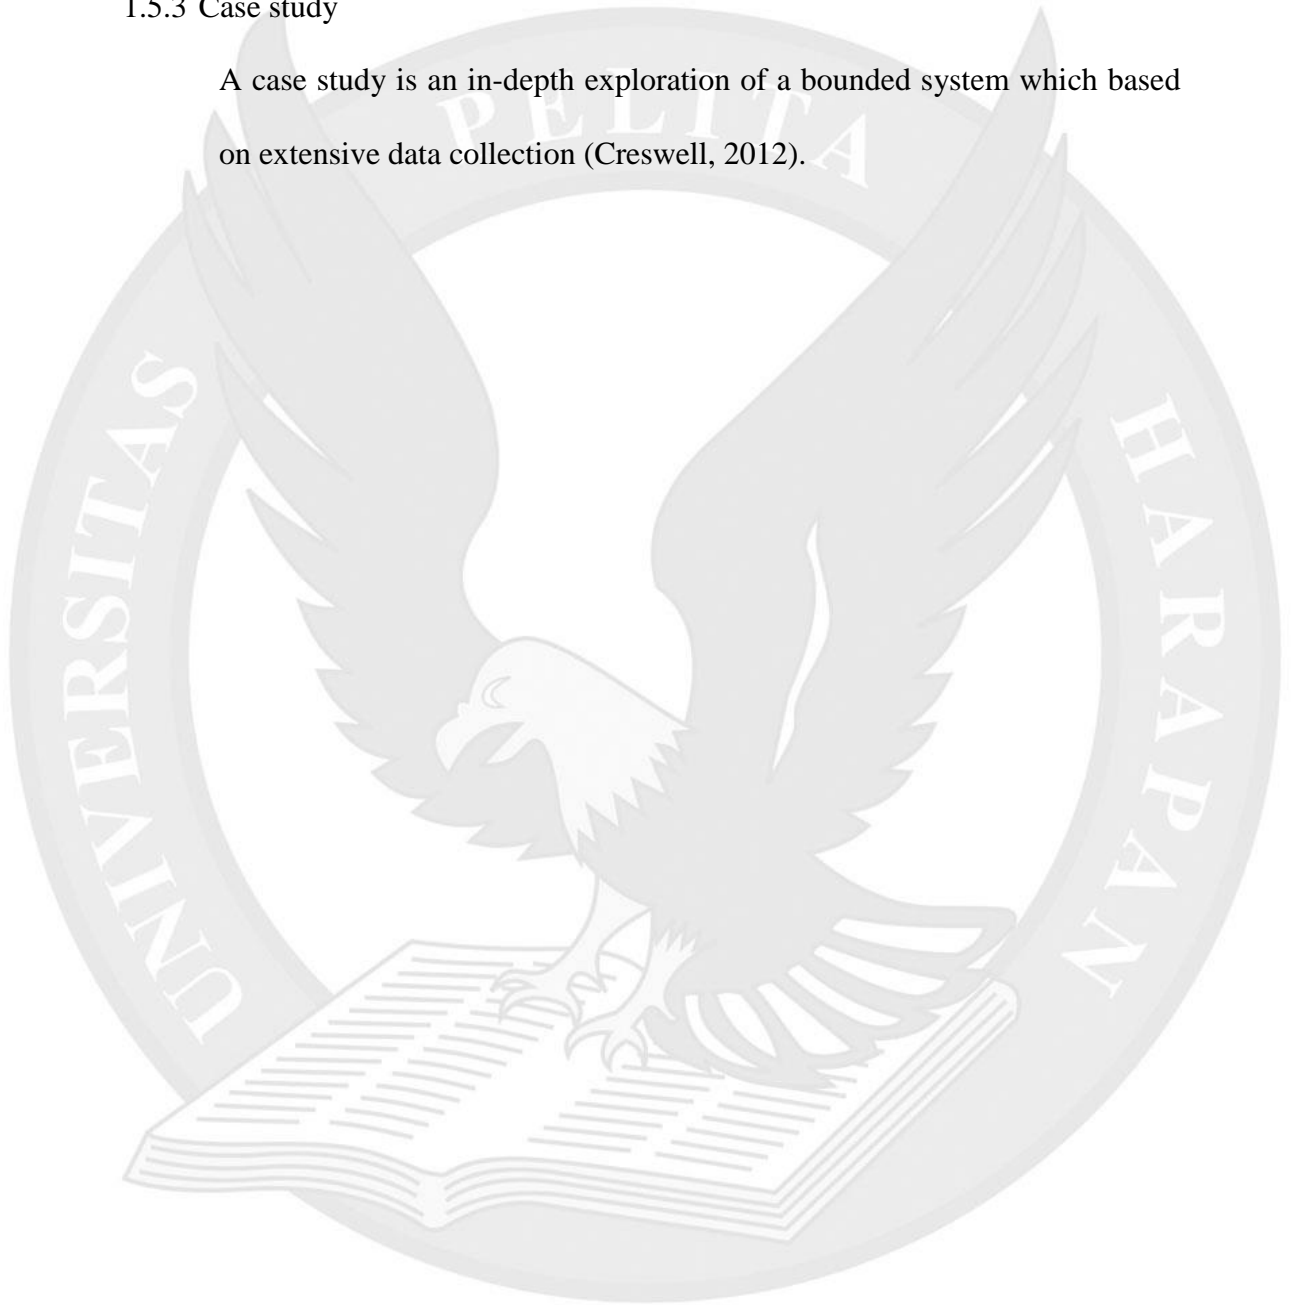 1.5.3 Case study
A case study is an in-depth exploration of a bounded system which based
on extensive data collection (Creswell, 2012).
UNIVERSITAS PELITA HARAPAN